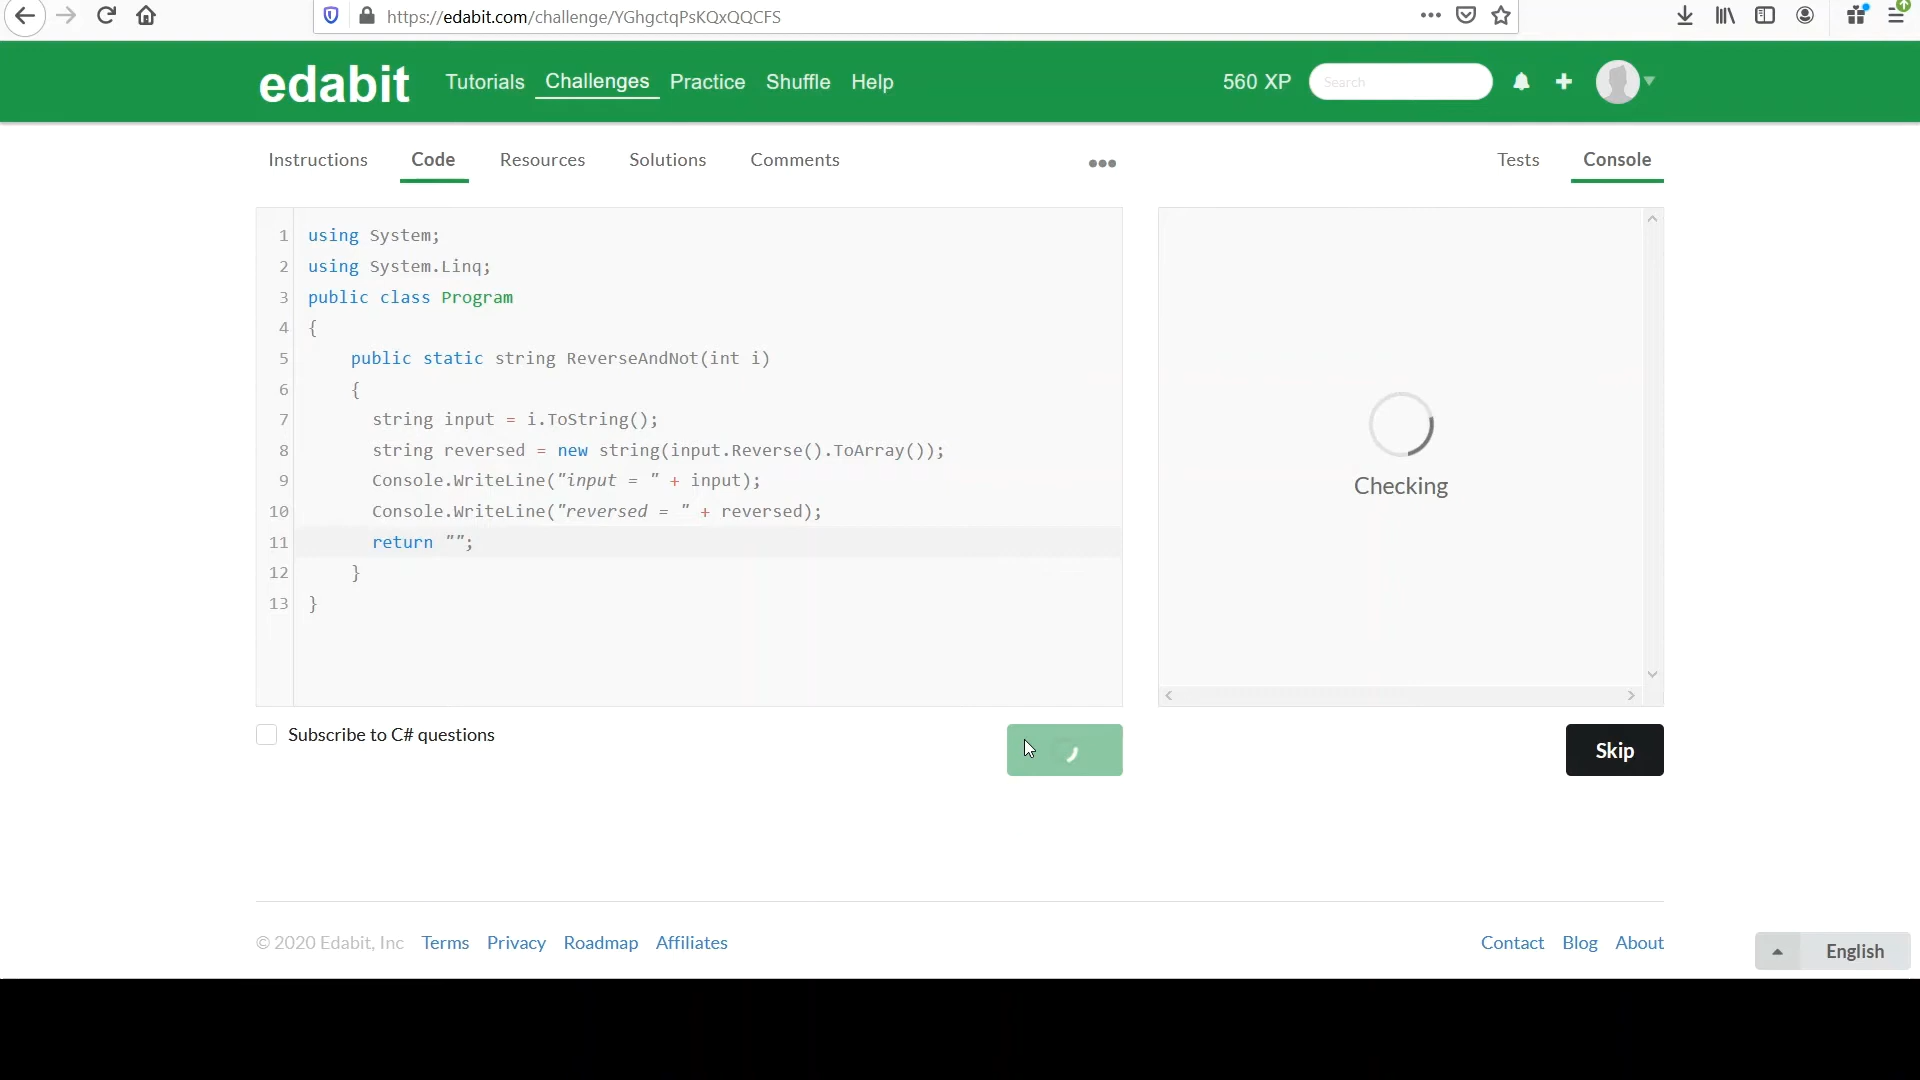 https://edabit.com/challenge/YGhgctqPsKQxQQCFS
edabit Tutorials Challenges Practice Shuffle Help 560 XP Search
Instructions Code Resources Solutions Comments Tests Console
1 using System;
2 using System.Linq;
3 public class Program
4 {
5 public static string ReverseAndNot(int i)
6 {
7 string input = i.ToString();
8 string reversed = new string(input.Reverse().ToArray());
9 Console.WriteLine("input = " + input);
10 Console.WriteLine("reversed = " + reversed);
11 return "";
12 }
13 }
Checking
Subscribe to C# questions
Skip
© 2020 Edabit, Inc Terms Privacy Roadmap Affiliates Contact Blog About
English